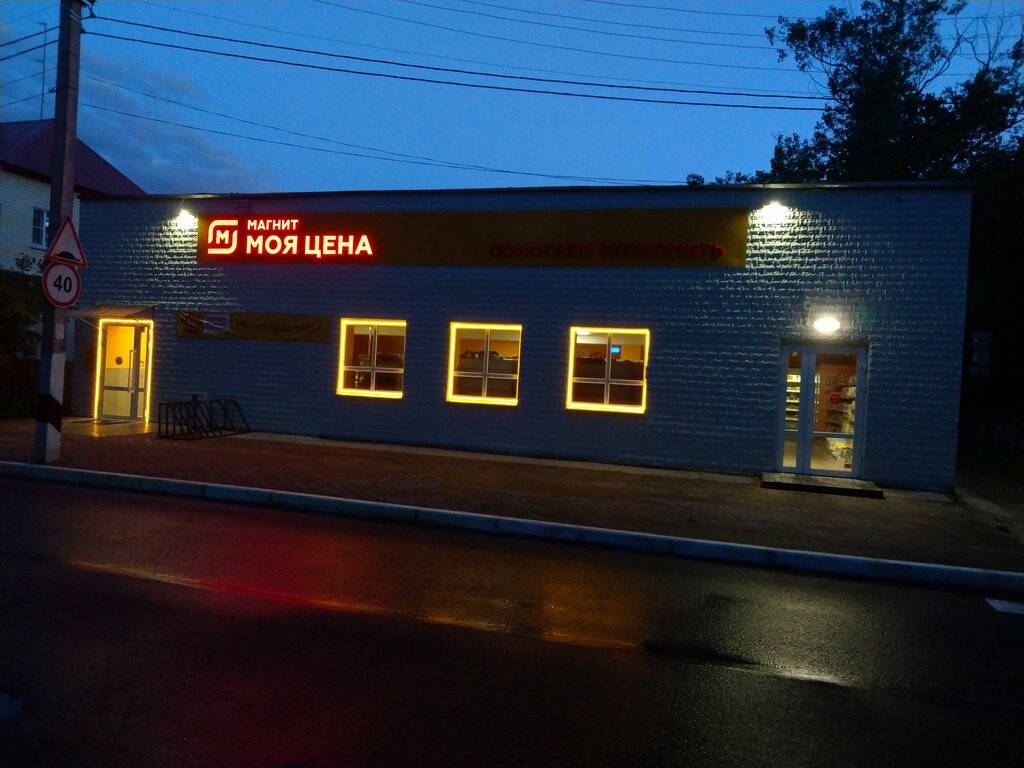 М
МАГНИТ
МОЯ ЦЕНА
ПОМОГАЕМ ЭКОНОМИТЬ
Мы открылись!
40